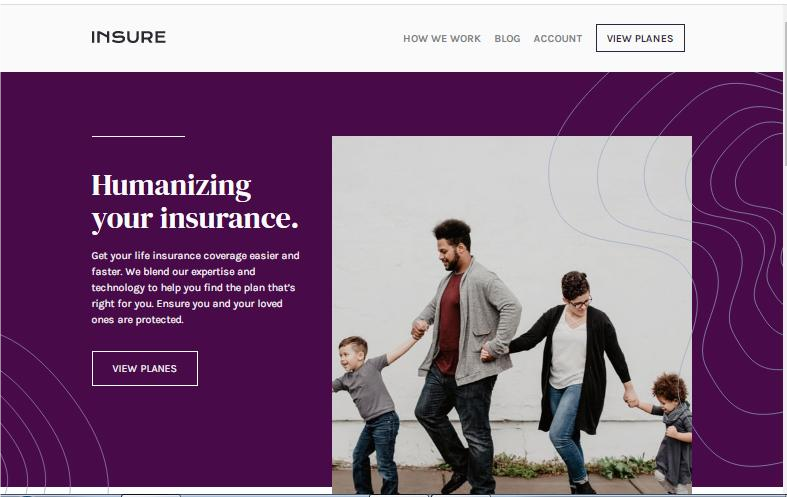 INSURE
HOW WE WORK BLOG ACCOUNT VIEW PLANES
Humanizing
your insurance.
Get your life insurance coverage easier and
faster. We blend our expertise and
technology to help you find the plan that's
right for you. Ensure you and your loved
ones are protected.
VIEW PLANES